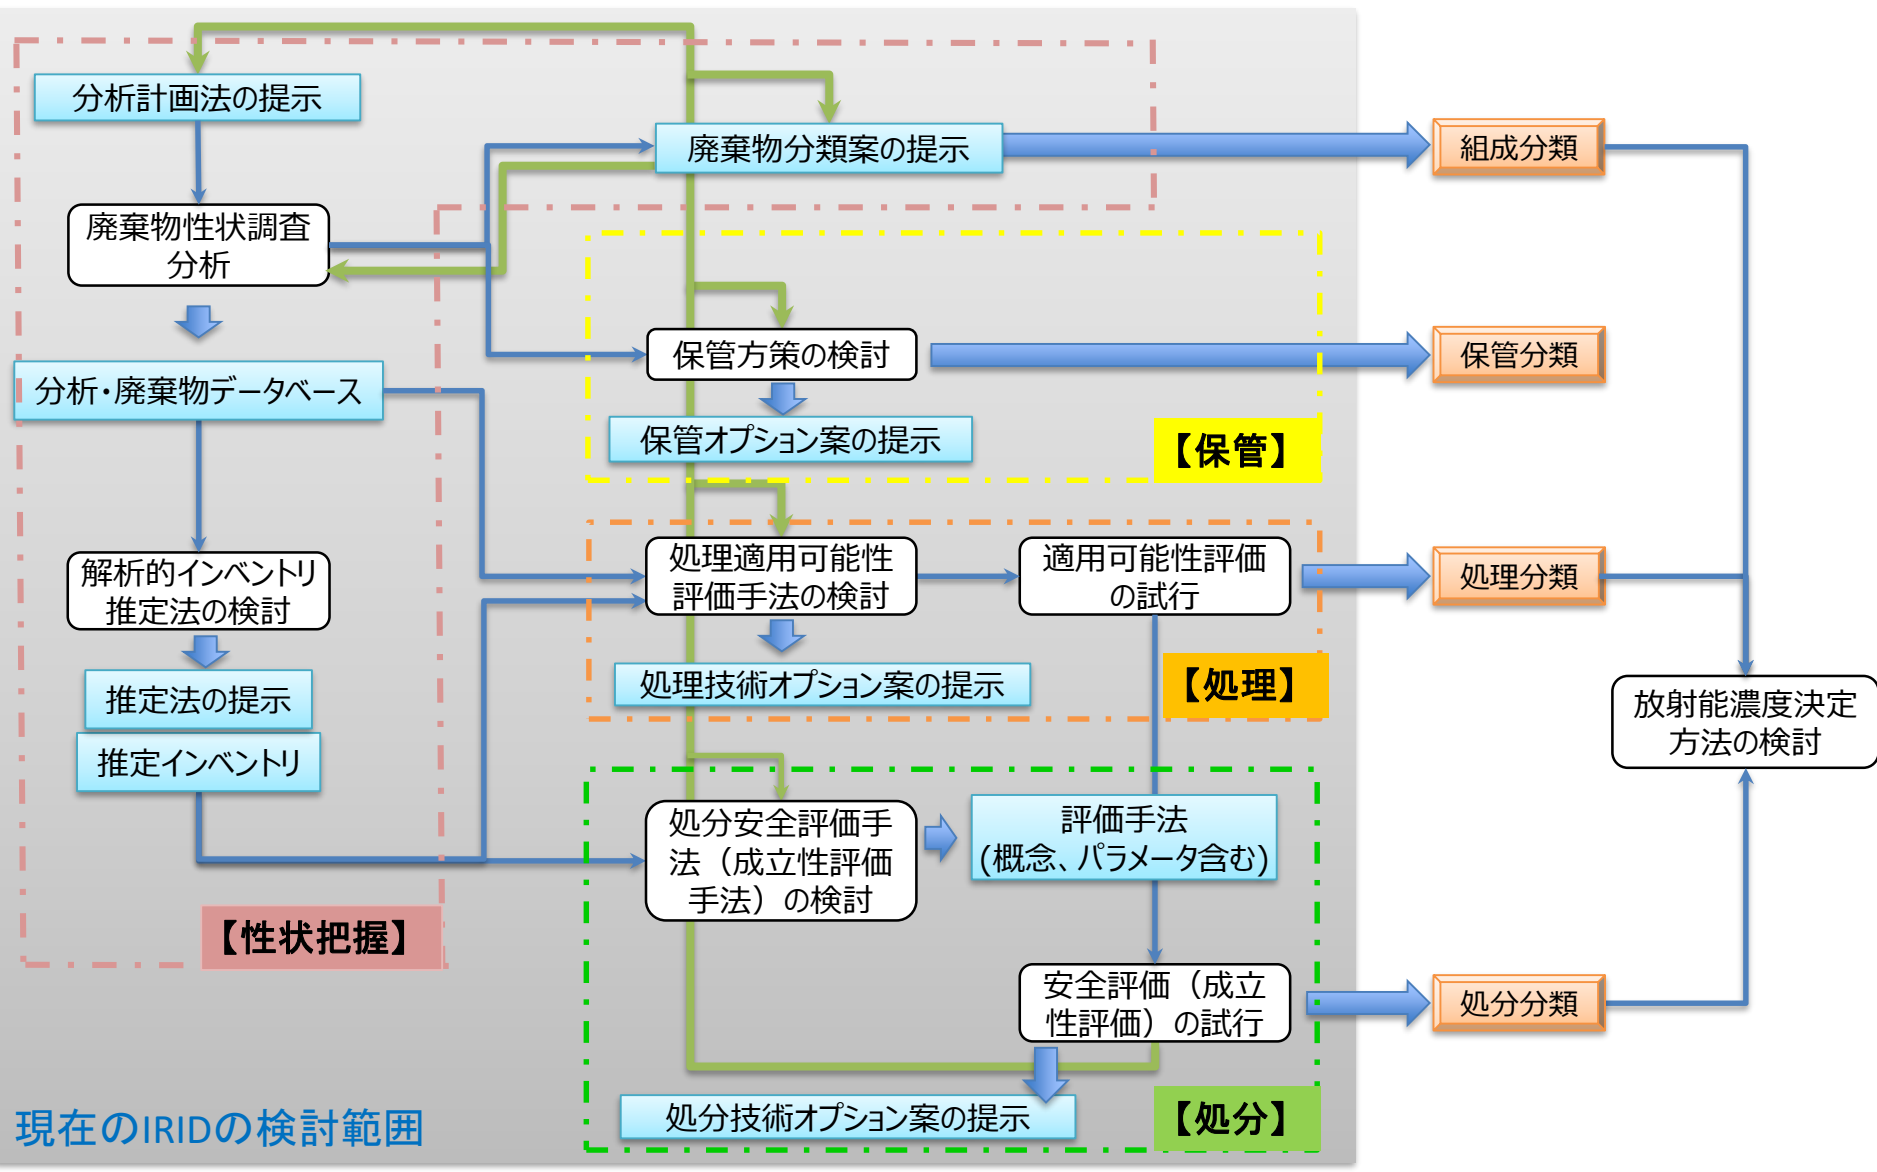 分析計画法の提示
廃棄物分類案の提示
組成分類
廃棄物性状調査
分析
保管方策の検討
保管分類
分析・廃棄物データベース
保管オプション案の提示
【保管】
解析的インベントリ
推定法の検討
処理適用可能性
評価手法の検討
適用可能性評価
の試行
処理分類
推定法の提示
処理技術オプション案の提示
【処理】
放射能濃度決定
方法の検討
推定インベントリ
処分安全評価手
法（成立性評価
手法）の検討
評価手法
(概念、パラメータ含む)
【性状把握】
安全評価（成立
性評価）の試行
処分分類
処分技術オプション案の提示
【処分】
現在のIRIDの検討範囲